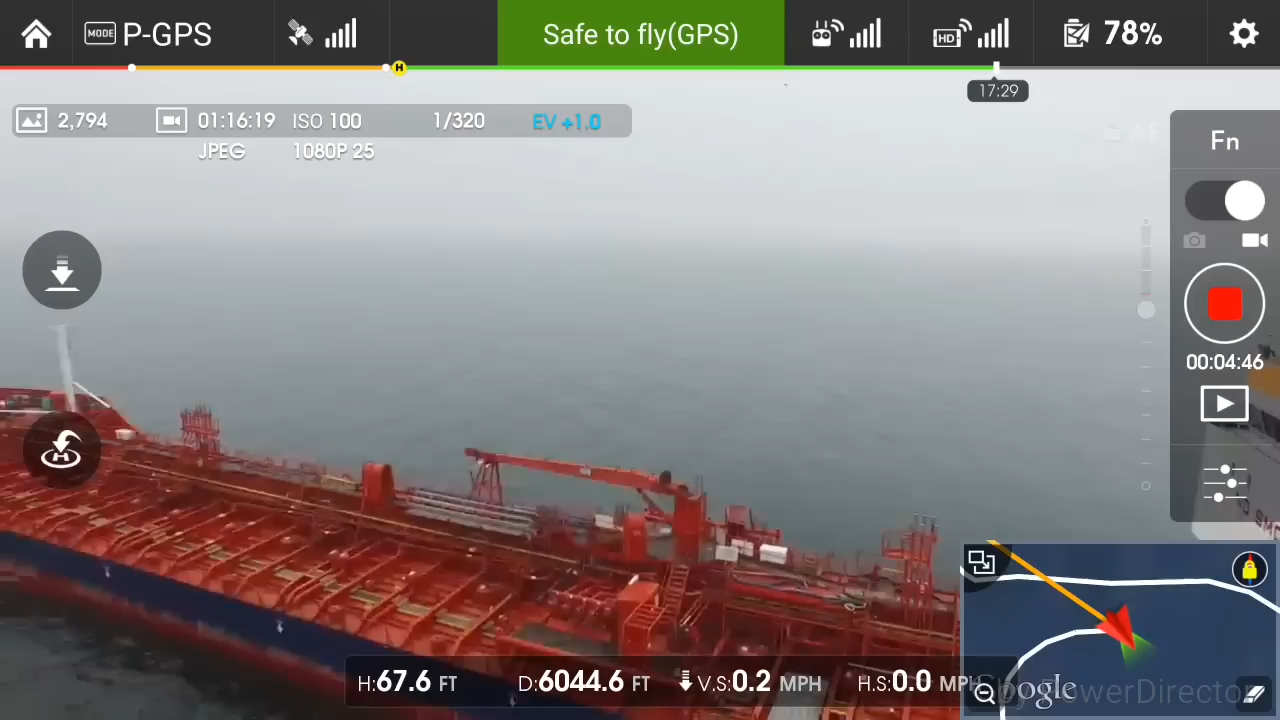 MODE P-GPS
Safe to fly(GPS)
HD
78%
H
17:29
2,794 01:16:19 ISO 100 1/320 EV +1.0
JPEG 1080P 25
Fn
00:04:46
H
H:67.6 FT D:6044.6 FT V.S:0.2 MPH H.S:0.0 MPH
PowerDirector